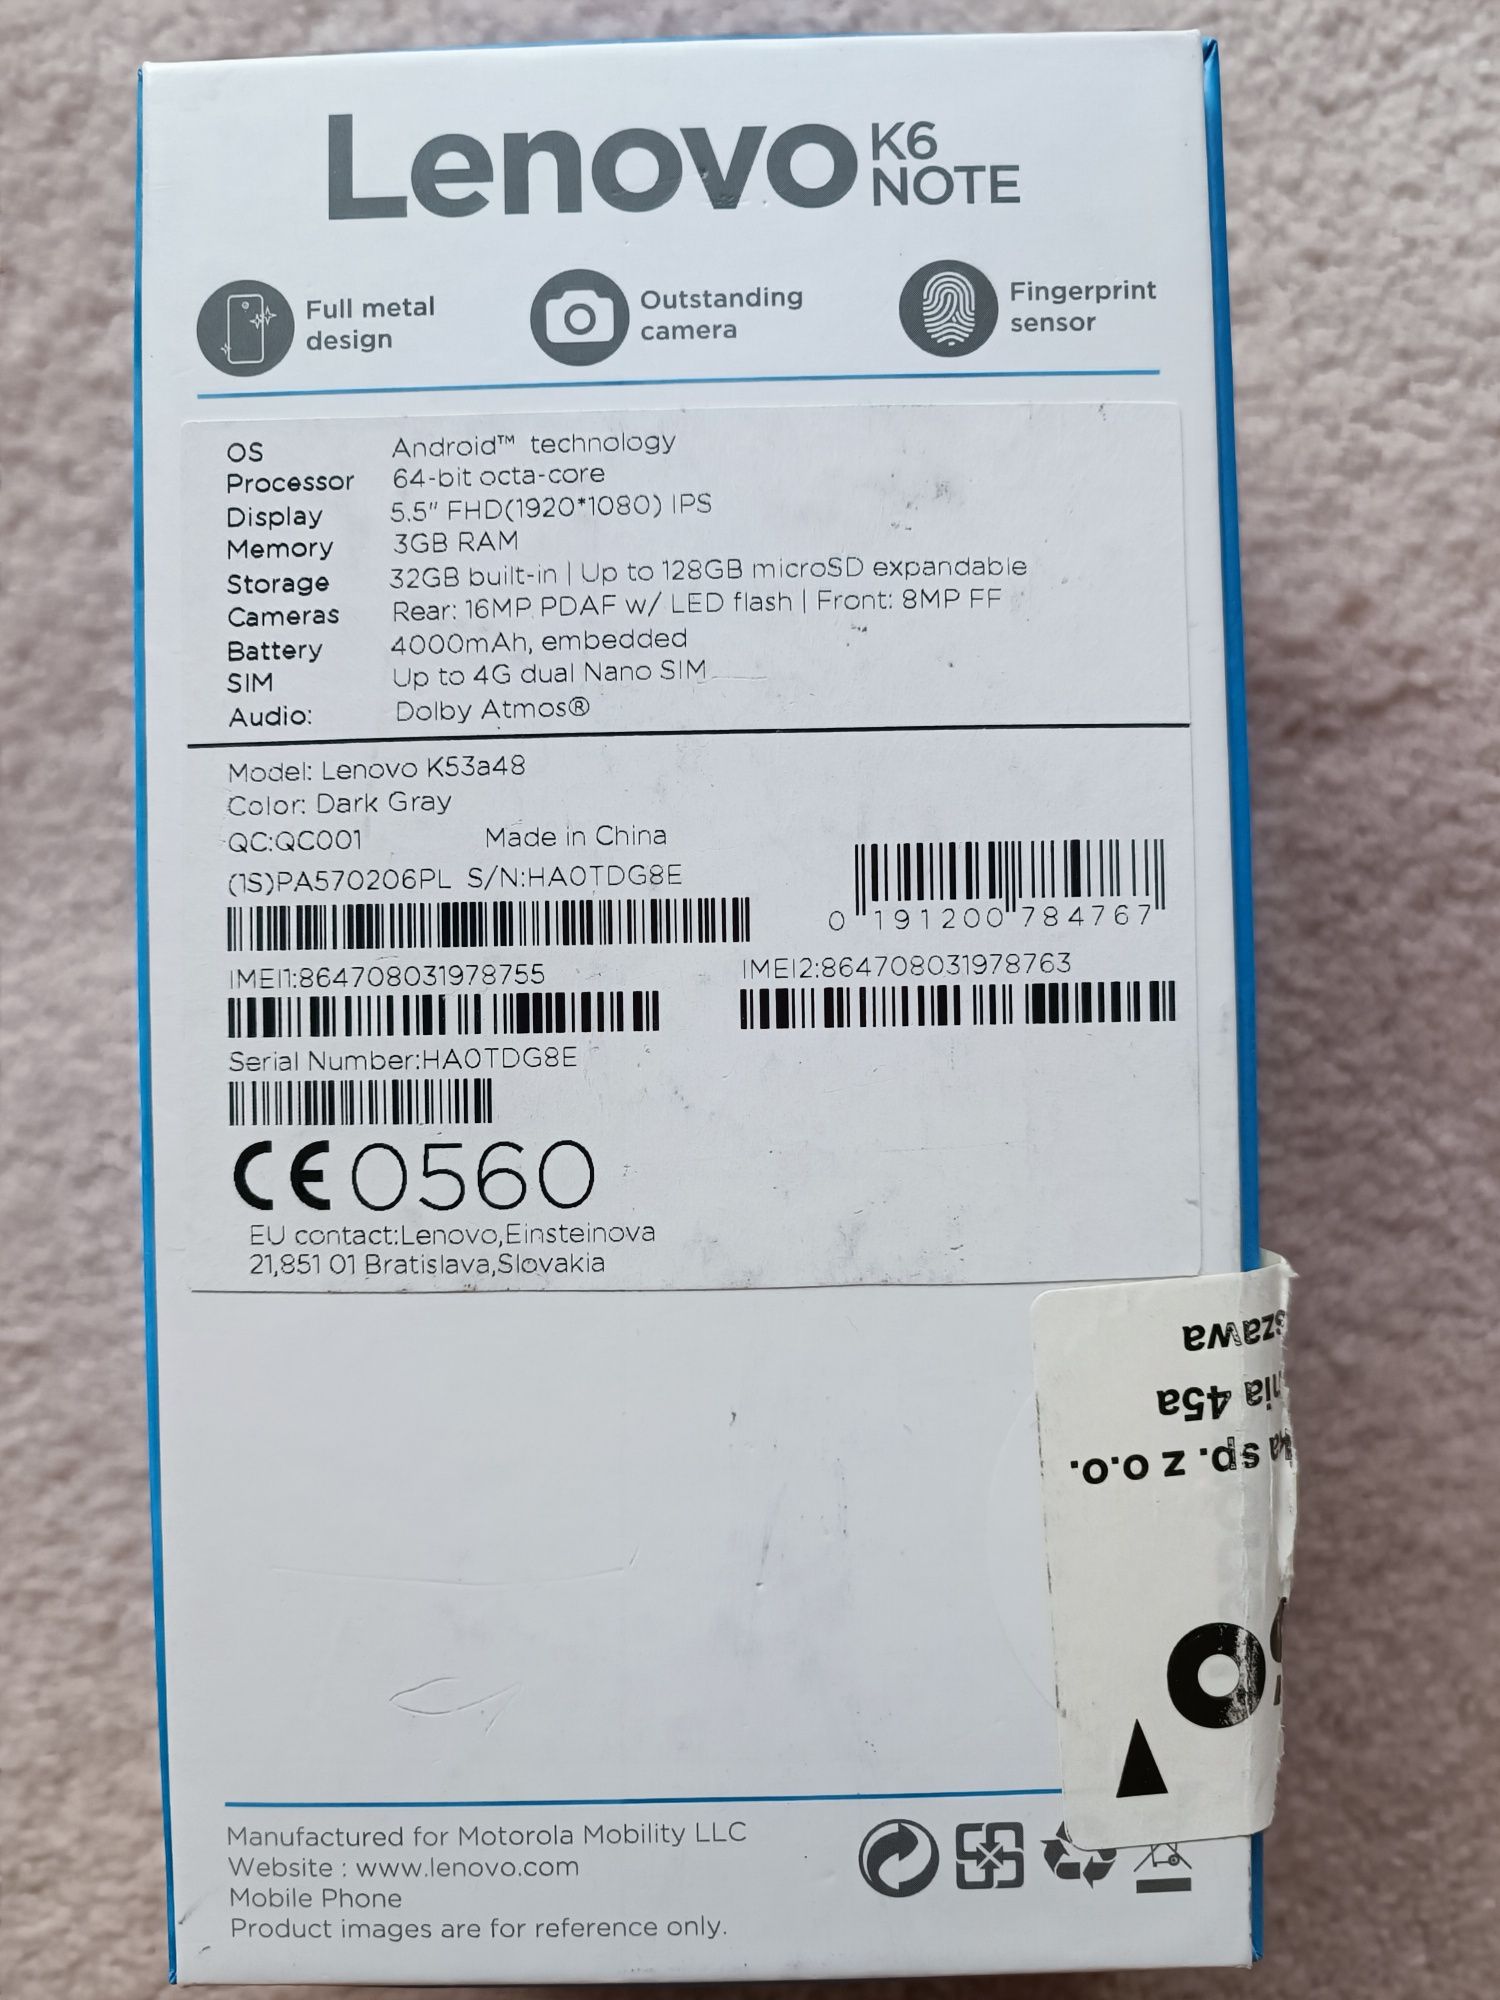 Lenovo K6 NOTE
Full metal design
Outstanding camera
Fingerprint sensor
OS Android™ technology
Processor 64-bit octa-core
Display 5.5" FHD(1920*1080) IPS
Memory 3GB RAM
Storage 32GB built-in | Up to 128GB microSD expandable
Cameras Rear: 16MP PDAF w/ LED flash | Front: 8MP FF
Battery 4000mAh, embedded
SIM Up to 4G dual Nano SIM
Audio: Dolby Atmos®
Model: Lenovo K53a48
Color: Dark Gray
QC:QC001 Made in China
(1S)PA570206PL S/N:HA0TDG8E
0 191200 784767
IMEI1:864708031978755
IMEI2:864708031978763
Serial Number:HA0TDG8E
CE0560
EU contact:Lenovo,Einsteinova
21,851 01 Bratislava,Slovakia
sp. z o.o.
45a
Manufactured for Motorola Mobility LLC
Website : www.lenovo.com
Mobile Phone
Product images are for reference only.